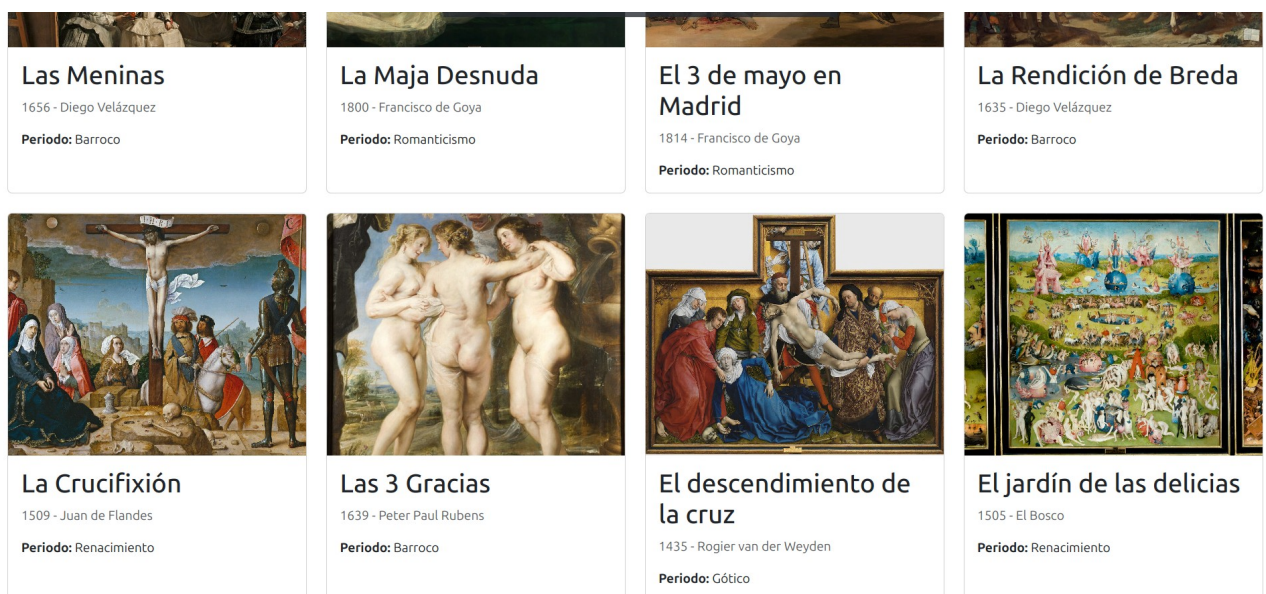 Las Meninas
1656 - Diego Velázquez
Periodo: Barroco
La Maja Desnuda
1800 - Francisco de Goya
Periodo: Romanticismo
El 3 de mayo en
Madrid
1814 - Francisco de Goya
Periodo: Romanticismo
La Rendición de Breda
1635 - Diego Velázquez
Periodo: Barroco
La Crucifixión
1509 - Juan de Flandes
Periodo: Renacimiento
Las 3 Gracias
1639 - Peter Paul Rubens
Periodo: Barroco
El descendimiento de
la cruz
1435 - Rogier van der Weyden
Periodo: Gótico
El jardín de las delicias
1505 - El Bosco
Periodo: Renacimiento